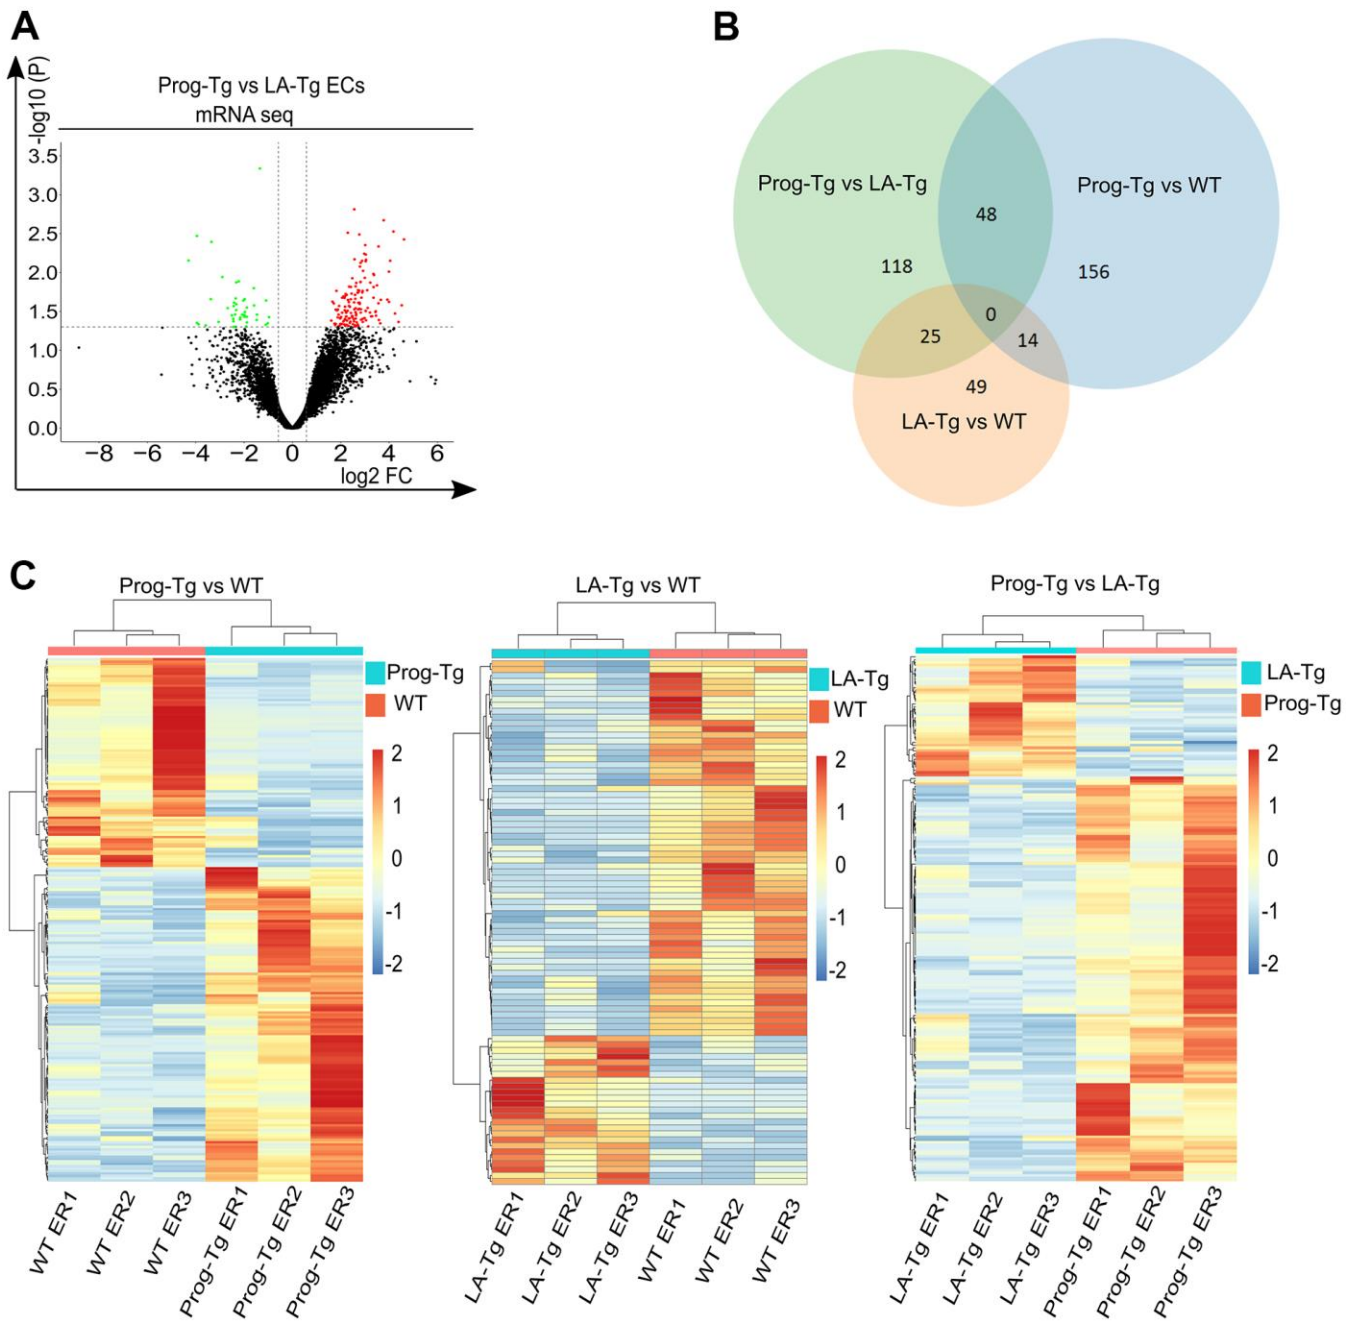 A
-log10 (P)
Prog-Tg vs LA-Tg ECs
mRNA seq
3.5
3.0
2.5
2.0
1.5
1.0
0.5
0.0
−8 −6 −4 −2 0 2 4 6
log2 FC
B
Prog-Tg vs LA-Tg
Prog-Tg vs WT
48
118
156
0
25
14
49
LA-Tg vs WT
C
Prog-Tg vs WT
Prog-Tg
WT
2
1
0
-1
-2
WT ER1
WT ER2
WT ER3
Prog-Tg ER1
Prog-Tg ER2
Prog-Tg ER3
LA-Tg vs WT
LA-Tg
WT
2
1
0
-1
-2
LA-Tg ER1
LA-Tg ER2
LA-Tg ER3
WT ER1
WT ER2
WT ER3
Prog-Tg vs LA-Tg
LA-Tg
Prog-Tg
2
1
0
-1
-2
LA-Tg ER1
LA-Tg ER2
LA-Tg ER3
Prog-Tg ER1
Prog-Tg ER2
Prog-Tg ER3